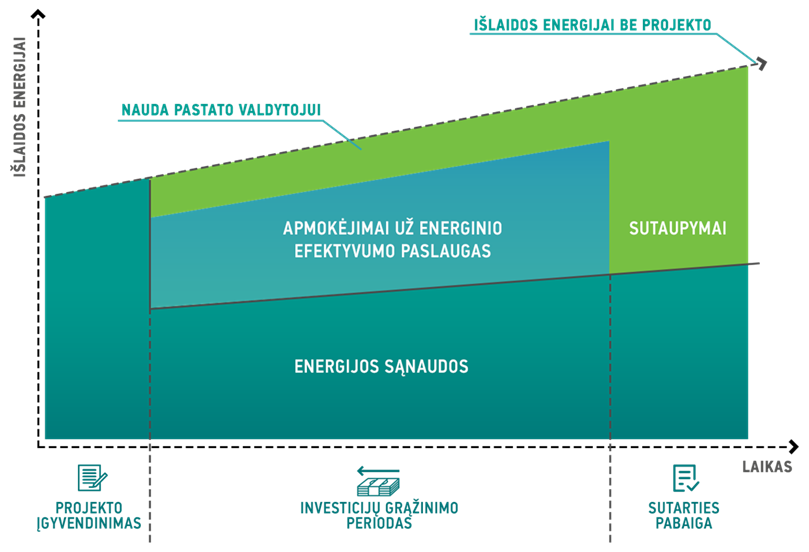 IŠLAIDOS ENERGIJAI
IŠLAIDOS ENERGIJAI BE PROJEKTO
NAUDA PASTATO VALDYTOJUI
APMOKĖJIMAI UŽ ENERGINIO
EFEKTYVUMO PASLAUGAS
SUTAUPYMAI
ENERGIJOS SĄNAUDOS
LAIKAS
PROJEKTO
ĮGYVENDINIMAS
INVESTICIJŲ GRĄŽINIMO
PERIODAS
SUTARTIES
PABAIGA